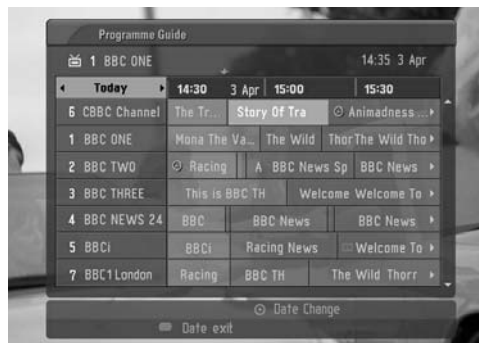 Programme Guide
1 BBC ONE 14:35 3 Apr
Today 14:30 3 Apr 15:00 15:30
6 CBBC Channel The Tr... Story Of Tra Animadness ...
1 BBC ONE Mona The Va... The Wild ThorThe Wild Tho
2 BBC TWO Racing A BBC News Sp BBC News
3 BBC THREE This is BBC TH Welcome Welcome To
4 BBC NEWS 24 BBC BBC News BBC News
5 BBCi BBCi Racing News Welcome To
7 BBC1 London Racing BBC TH The Wild Thorr
Date Change
Date exit